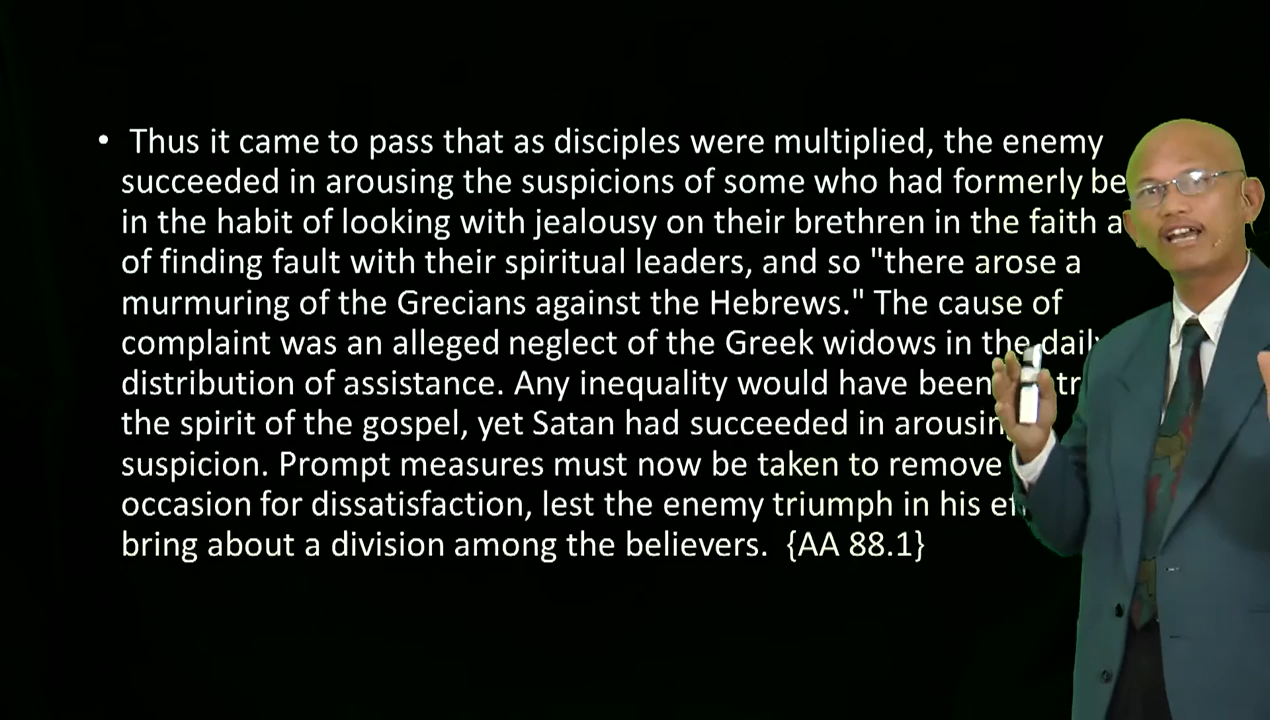 • Thus it came to pass that as disciples were multiplied, the enemy
succeeded in arousing the suspicions of some who had formerly
in the habit of looking with jealousy on their brethren in the faith
of finding fault with their spiritual leaders, and so "there arose a
murmuring of the Grecians against the Hebrews." The cause of
complaint was an alleged neglect of the Greek widows in the daily
distribution of assistance. Any inequality would have been
the spirit of the gospel, yet Satan had succeeded in
suspicion. Prompt measures must now be taken to remove
occasion for dissatisfaction, lest the enemy triumph in his
bring about a division among the believers. {AA 88.1}